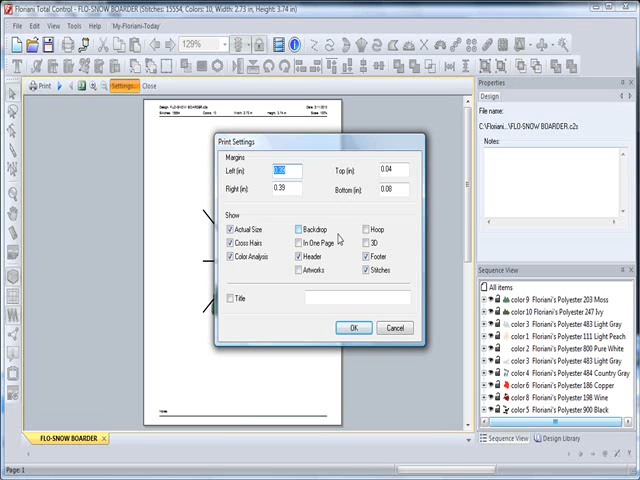 Floriani Total Control - FLO-SNOW BOARDER (Stitches: 15554, Colors: 10, Width: 2.73 in, Height: 3.74 in)
File Edit View Tools Help 'My-Floriani-Today'
129%
Print Settings... Close
Properties
Design
File name:
C:\Floriani...\FLO-SNOW BOARDER.c2s
Notes:
Print Settings
Margins
Left (in): 0.39 Top (in): 0.04
Right (in): 0.39 Bottom (in): 0.08
Show
Actual Size Backdrop Hoop
Cross Hairs In One Page 3D
Color Analysis Header Footer
Artworks Stitches
Title
OK Cancel
Sequence View
All items
color 9 Floriani's Polyester 203 Moss
color 10 Floriani's Polyester 247 Ivy
color 3 Floriani's Polyester 483 Light Gray
color 1 Floriani's Polyester 111 Light Peach
color 2 Floriani's Polyester 800 Pure White
color 3 Floriani's Polyester 483 Light Gray
color 4 Floriani's Polyester 484 Country Gray
color 6 Floriani's Polyester 186 Copper
color 8 Floriani's Polyester 198 Wine
color 5 Floriani's Polyester 900 Black
FLO-SNOW BOARDER
Sequence View Design Library
Page: 1